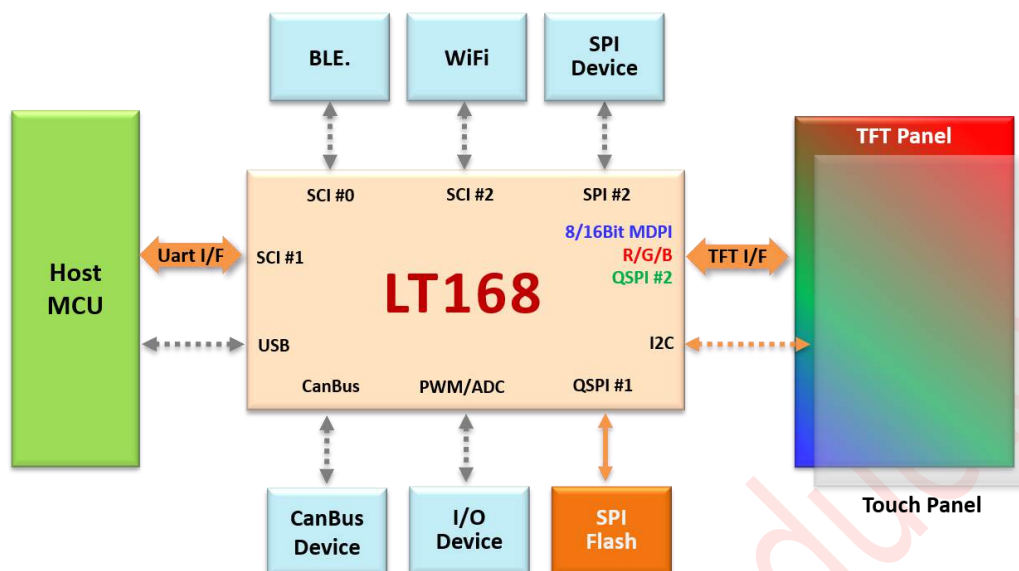 BLE.
WiFi
SPI
Device
TFT Panel
SCI #0
SCI #2
SPI #2
8/16Bit MDPI
R/G/B
QSPI #2
Host
MCU
Uart I/F
SCI #1
LT168
TFT I/F
USB
I2C
CanBus
PWM/ADC
QSPI #1
CanBus
Device
I/O
Device
SPI
Flash
Touch Panel